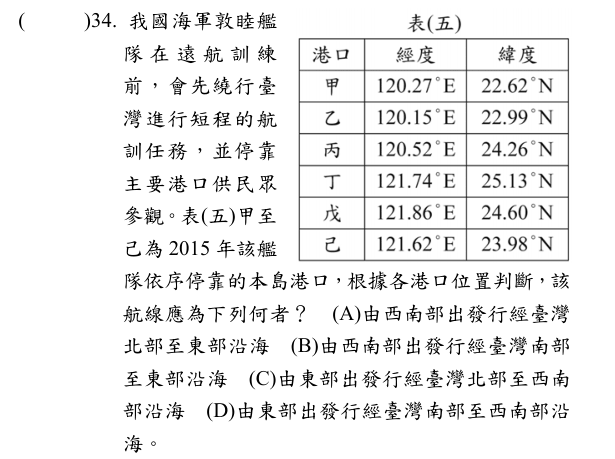 (　　)34. 我國海軍敦睦艦
隊在遠航訓練
前，會先繞行臺
灣進行短程的航
訓任務，並停靠
主要港口供民眾
參觀。表(五)甲至
己為 2015 年該艦
隊依序停靠的本島港口，根據各港口位置判斷，該
航線應為下列何者？　(A)由西南部出發行經臺灣
北部至東部沿海　(B)由西南部出發行經臺灣南部
至東部沿海　(C)由東部出發行經臺灣北部至西南
部沿海　(D)由東部出發行經臺灣南部至西南部沿
海。
表(五)
港口 經度 緯度
甲 120.27°E 22.62°N
乙 120.15°E 22.99°N
丙 120.52°E 24.26°N
丁 121.74°E 25.13°N
戊 121.86°E 24.60°N
己 121.62°E 23.98°N